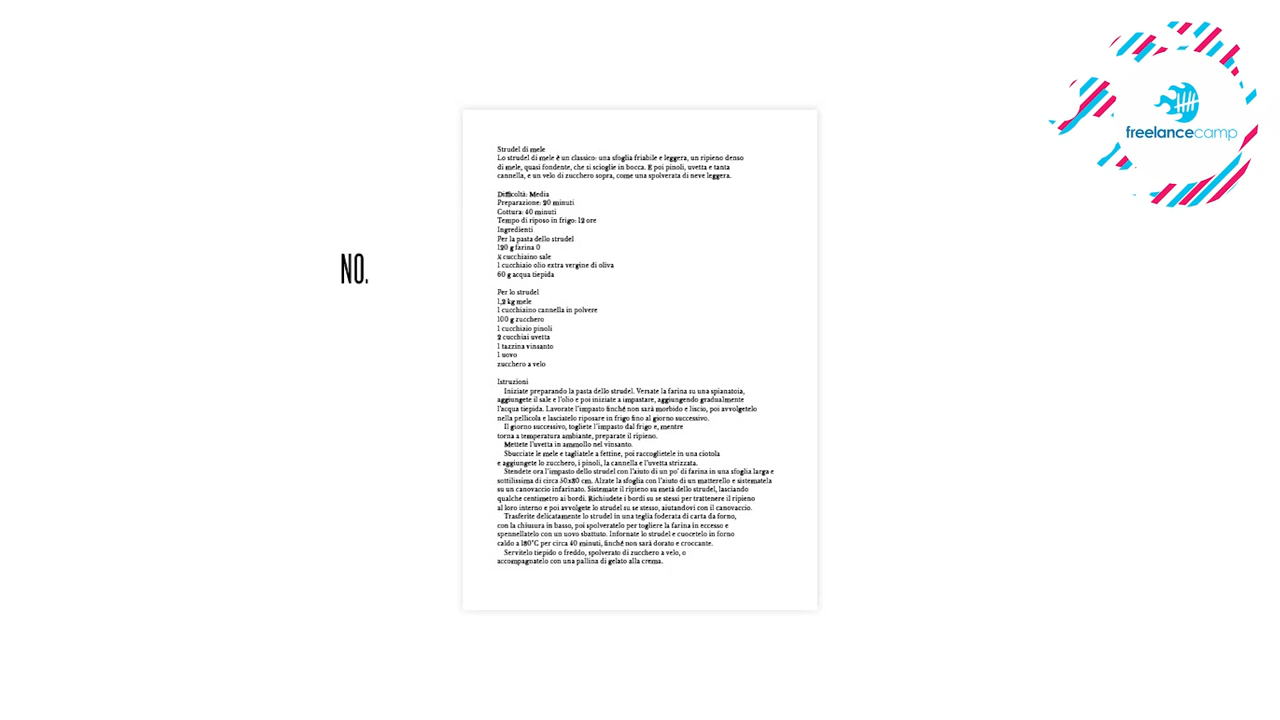 freelancecamp
NO.
Strudel di mele
Lo strudel di mele è un classico: una sfoglia friabile e leggera, un ripieno denso
di mele, quasi fondente, che si scioglie in bocca. E poi pinoli, uvetta e tanta
cannella, e un velo di zucchero sopra, come una spolverata di neve leggera.
Difficoltà: Media
Preparazione: 20 minuti
Cottura: 40 minuti
Tempo di riposo in frigo: 12 ore
Ingredienti
Per la pasta dello strudel
120 g farina 0
cucchiaino sale
1 cucchiaio olio extra vergine di oliva
60 g acqua tiepida
Per lo strudel
1,2 kg mele
1 cucchiaino cannella in polvere
100 g zucchero
1 cucchiaio pinoli
2 cucchiai uvetta
1 tazzina vinsanto
1 uovo
zucchero a velo
Istruzioni
Iniziate preparando la pasta dello strudel. Versate la farina su una spianatoia,
aggiungete il sale e l'olio e poi iniziate a impastare, aggiungendo gradualmente
l'acqua tiepida. Lavorate l'impasto finché non sarà morbido e liscio, poi avvolgetelo
nella pellicola e lasciatelo riposare in frigo fino al giorno successivo.
Il giorno successivo, togliete l'impasto dal frigo e, mentre
torna a temperatura ambiante, preparate il ripieno.
Mettete l'uvetta in ammollo nel vinsanto.
Sbucciate le mele e tagliatele a fettine, poi raccoglietele in una ciotola
e aggiungete lo zucchero, i pinoli, la cannella e l'uvetta strizzata.
Stendete ora l'impasto dello strudel con l'aiuto di un po' di farina in una sfoglia larga e
sottilissima di circa 50x80 cm. Alzate la sfoglia con l'aiuto di un matterello e sistematela
su un canovaccio infarinato. Sistemate il ripieno su metà dello strudel, lasciando
qualche centimetro ai bordi. Richiudete i bordi su se stessi per trattenere il ripieno
al loro interno e poi avvolgete lo strudel su se stesso, aiutandovi con il canovaccio.
Trasferite delicatamente lo strudel in una teglia foderata di carta da forno,
con la chiusura in basso, poi spolveratelo per togliere la farina in eccesso e
spennellatelo con un uovo sbattuto. Infornate lo strudel e cuocetelo in forno
caldo a 180°C per circa 40 minuti, finché non sarà dorato e croccante.
Servitelo tiepido o freddo, spolverato di zucchero a velo, o
accompagnatelo con una pallina di gelato alla crema.